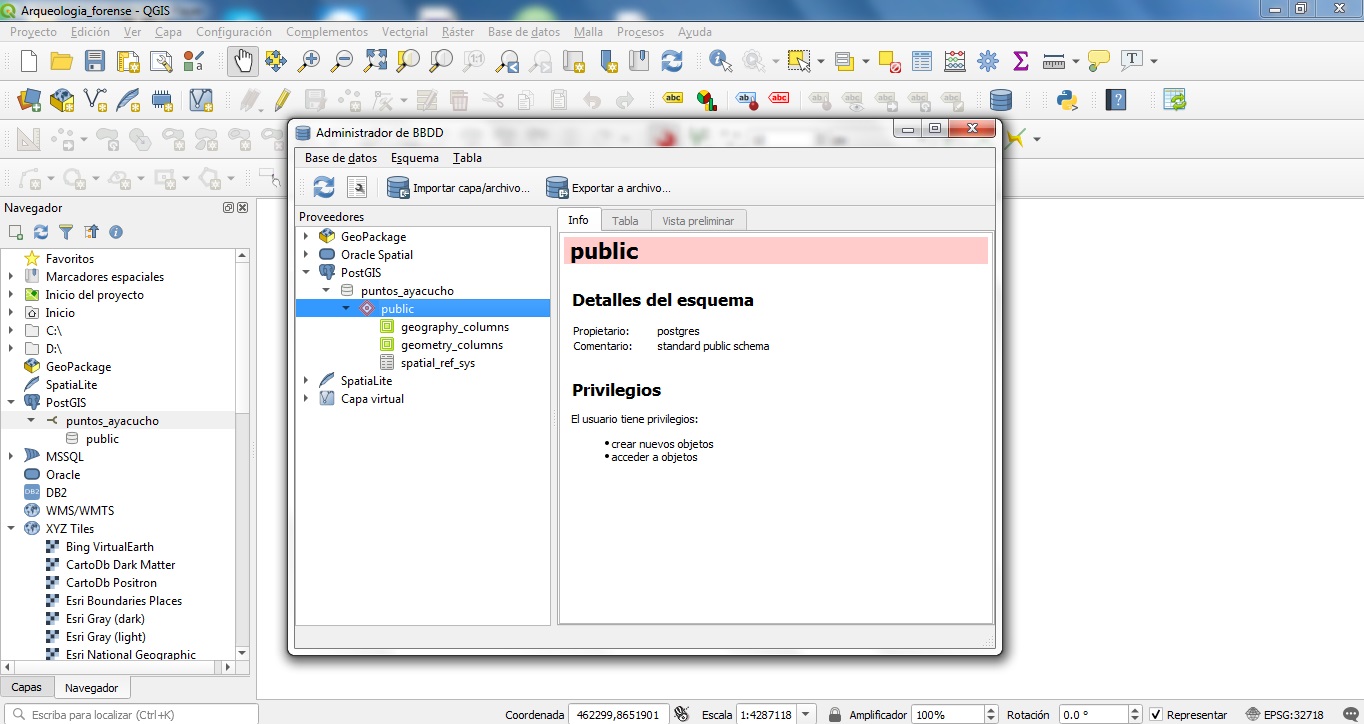 Arqueologia_forense - QGIS
Proyecto Edición Ver Capa Configuración Complementos Vectorial Ráster Base de datos Malla Procesos Ayuda
1:1
T
abc abc abc
?
Administrador de BBDD
Base de datos Esquema Tabla
Importar capa/archivo... Exportar a archivo...
Navegador
Favoritos
Marcadores espaciales
Inicio del proyecto
Inicio
C:\
D:\
GeoPackage
SpatiaLite
PostGIS
puntos_ayacucho
public
MSSQL
Oracle
DB2 DB2
WMS/WMTS
XYZ Tiles
Bing VirtualEarth
CartoDb Dark Matter
CartoDb Positron
Esri Boundaries Places
Esri Gray (dark)
Esri Gray (light)
Esri National Geographic
Capas Navegador
Proveedores
GeoPackage
Oracle Spatial
PostGIS
puntos_ayacucho
public
geography_columns
geometry_columns
spatial_ref_sys
SpatiaLite
Capa virtual
Info Tabla Vista preliminar
public
Detalles del esquema
Propietario: postgres
Comentario: standard public schema
Privilegios
El usuario tiene privilegios:
• crear nuevos objetos
• acceder a objetos
Escriba para localizar (Ctrl+K) Coordenada 462299,8651901 Escala 1:4287118 Amplificador 100% Rotación 0.0 ° Representar EPSG:32718